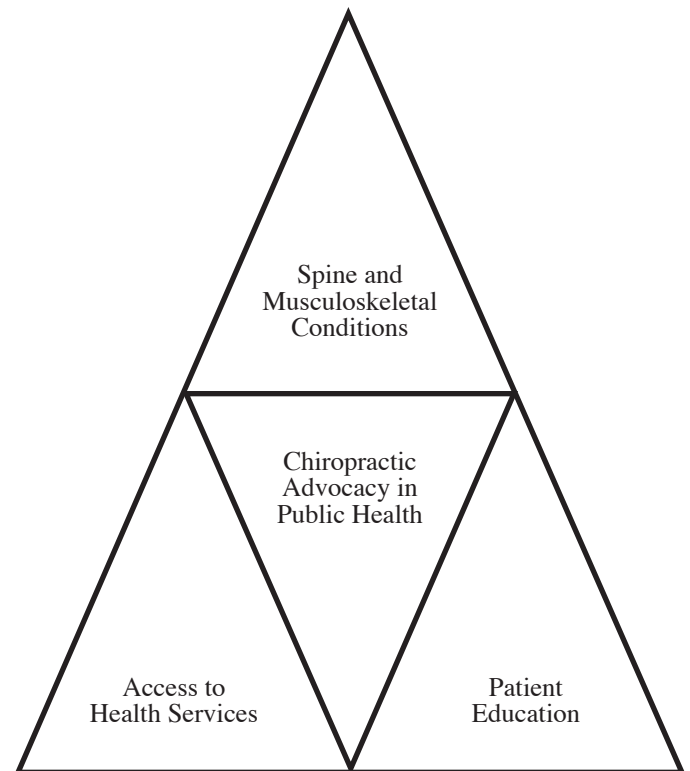 Spine and
Musculoskeletal
Conditions
Chiropractic
Advocacy in
Public Health
Access to
Health Services
Patient
Education